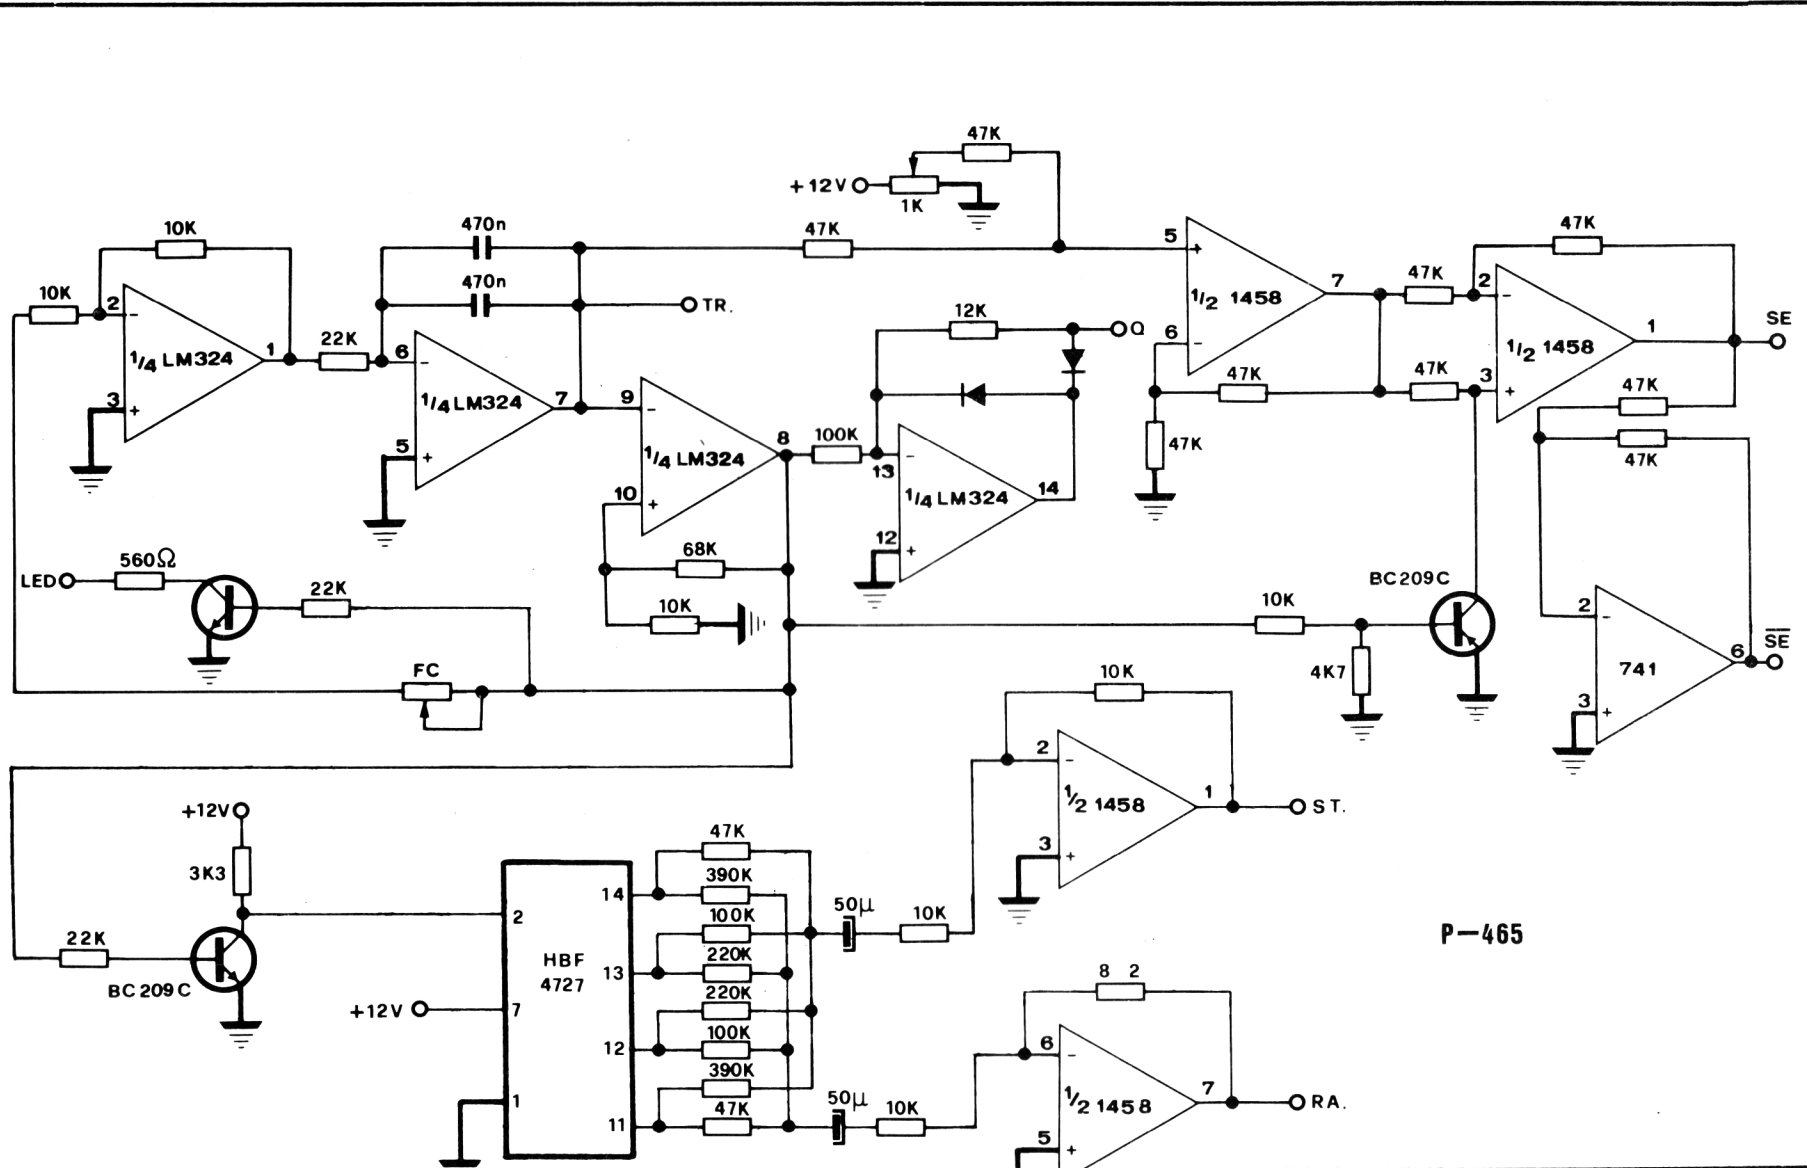 47K
+12V
1K
10K
470n
47K
5
+
1/2 1458
7
6
-
47K
47K
2
-
1/2 1458
1
SE
3
+
47K
47K
47K
47K
47K
10K
2
-
1/4 LM324
1
3
+
22K
470n
TR.
6
-
1/4 LM324
7
5
+
9
-
1/4 LM324
8
10
+
12K
Q
100K
13
-
1/4 LM324
14
12
+
68K
10K
LED
560Ω
22K
FC
10K
BC209C
4K7
2
-
741
6
3
+
S̅E̅
10K
2
-
1/2 1458
1
ST.
3
+
+12V
3K3
22K
BC209C
+12V
2
HBF
4727
7
1
14
13
12
11
47K
390K
100K
220K
220K
100K
390K
47K
50µ
10K
50µ
10K
P-465
8 2
6
-
1/2 1458
7
RA.
5
+